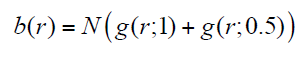 b(r) = N(g(r;1) + g(r;0.5))